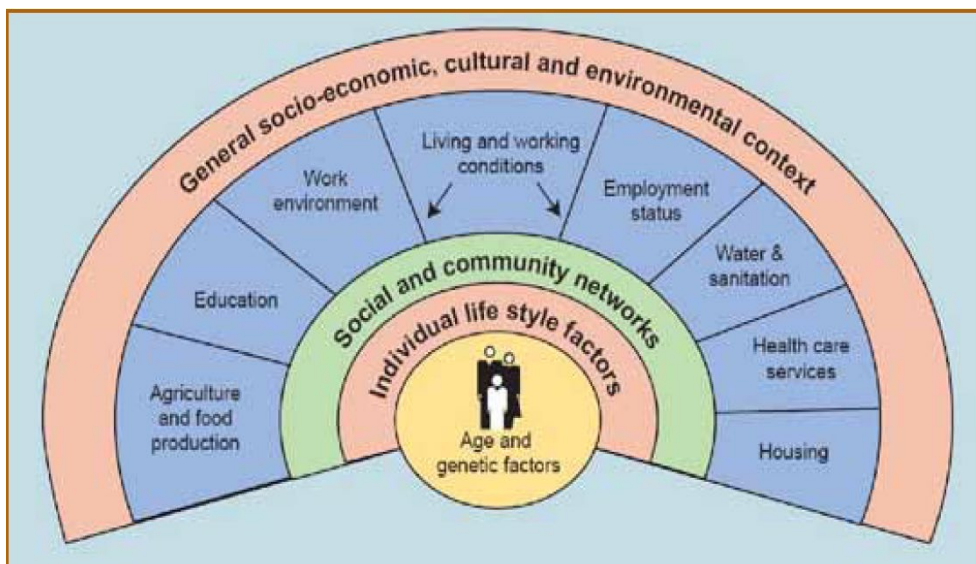 General socio-economic, cultural and environmental context
Living and working
conditions
Work
environment
Employment
status
Education
Water &
sanitation
Agriculture
and food
production
Health care
services
Housing
Social and community networks
Individual life style factors
Age and
genetic factors